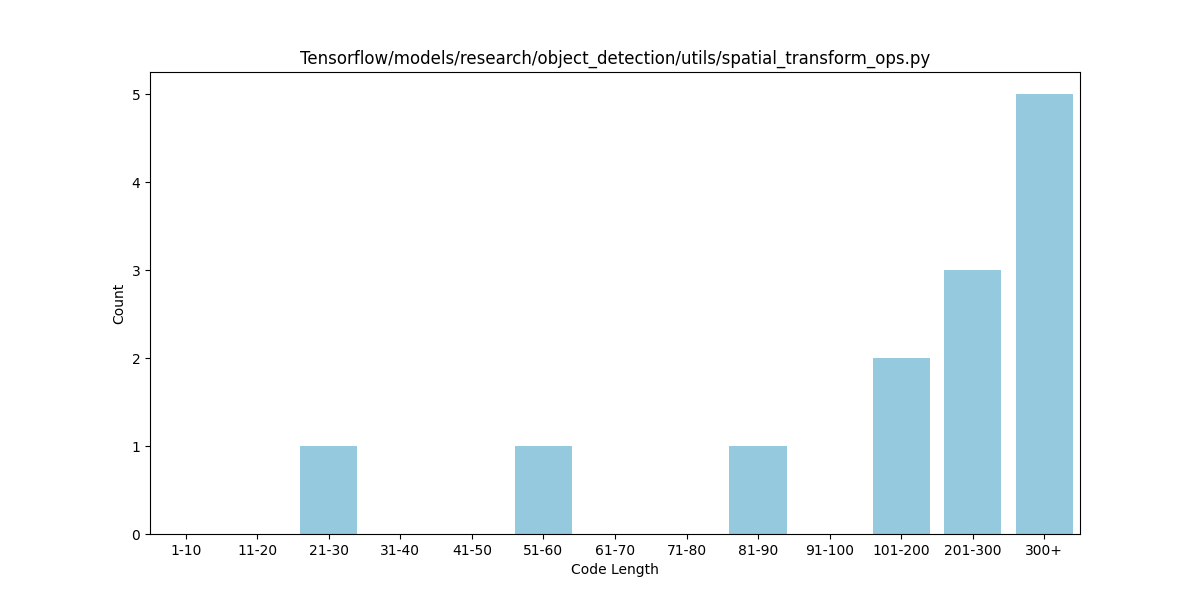 Tensorflow/models/research/object_detection/utils/spatial_transform_ops.py
5
4
3
2
1
0
Count
1-10 11-20 21-30 31-40 41-50 51-60 61-70 71-80 81-90 91-100 101-200 201-300 300+
Code Length